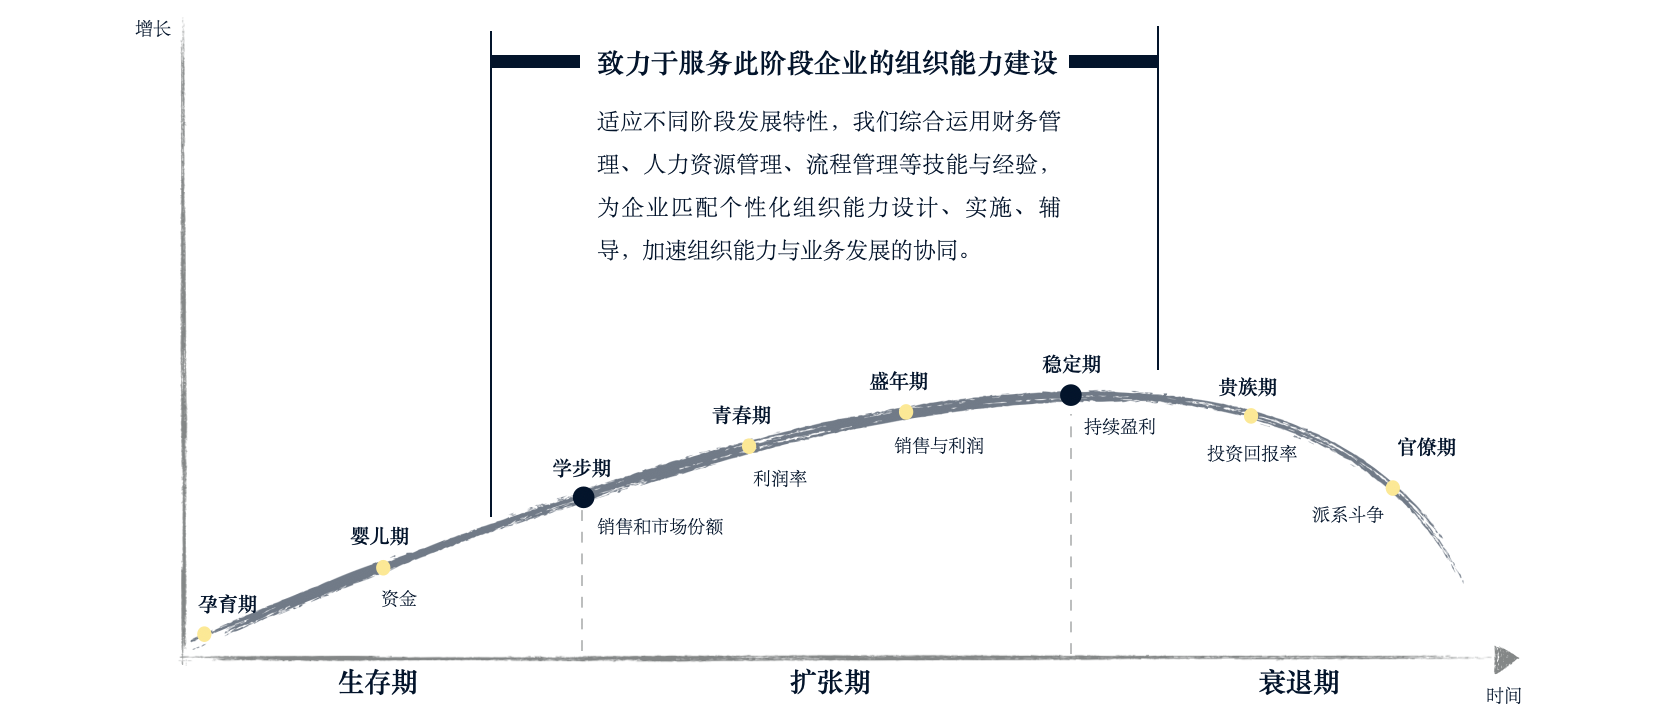 增长
致力于服务此阶段企业的组织能力建设
适应不同阶段发展特性，我们综合运用财务管
理、人力资源管理、流程管理等技能与经验，
为企业匹配个性化组织能力设计、实施、辅
导，加速组织能力与业务发展的协同。
稳定期
盛年期
贵族期
青春期
持续盈利
销售与利润
投资回报率
官僚期
学步期
利润率
派系斗争
销售和市场份额
婴儿期
资金
孕育期
生存期
扩张期
衰退期
时间